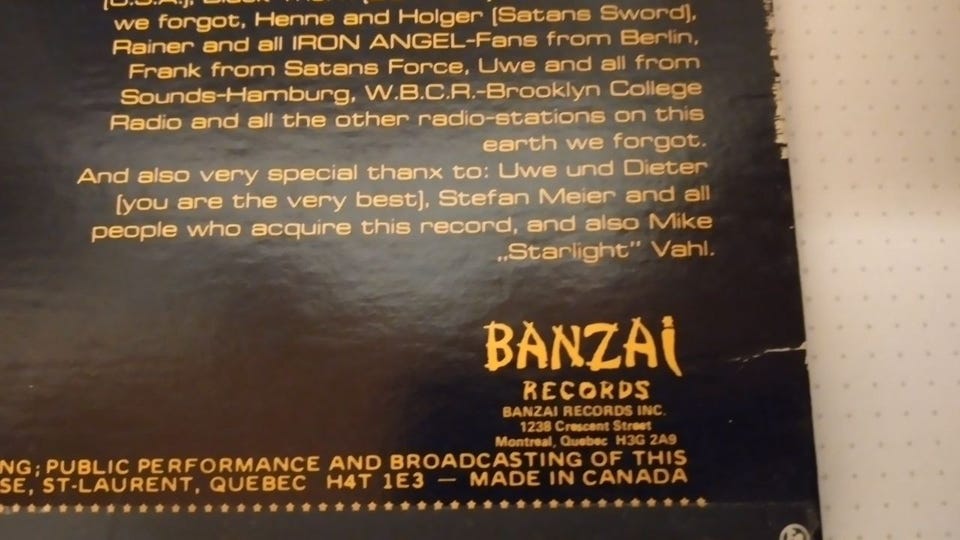 we forgot, Henne and Holger [Satans Sword],
Rainer and all IRON ANGEL-Fans from Berlin,
Frank from Satans Force, Uwe and all from
Sounds-Hamburg, W.B.C.R.-Brooklyn College
Radio and all the other radio-stations on this
earth we forgot.
And also very special thanx to: Uwe und Dieter
[you are the very best], Stefan Meier and all
people who acquire this record, and also Mike
„Starlight” Vahl.
BANZAI
RECORDS
BANZAI RECORDS INC.
1238 Crescent Street
Montreal, Quebec H3G 2A9
NG; PUBLIC PERFORMANCE AND BROADCASTING OF THIS
SE, ST-LAURENT, QUEBEC H4T 1E3 — MADE IN CANADA